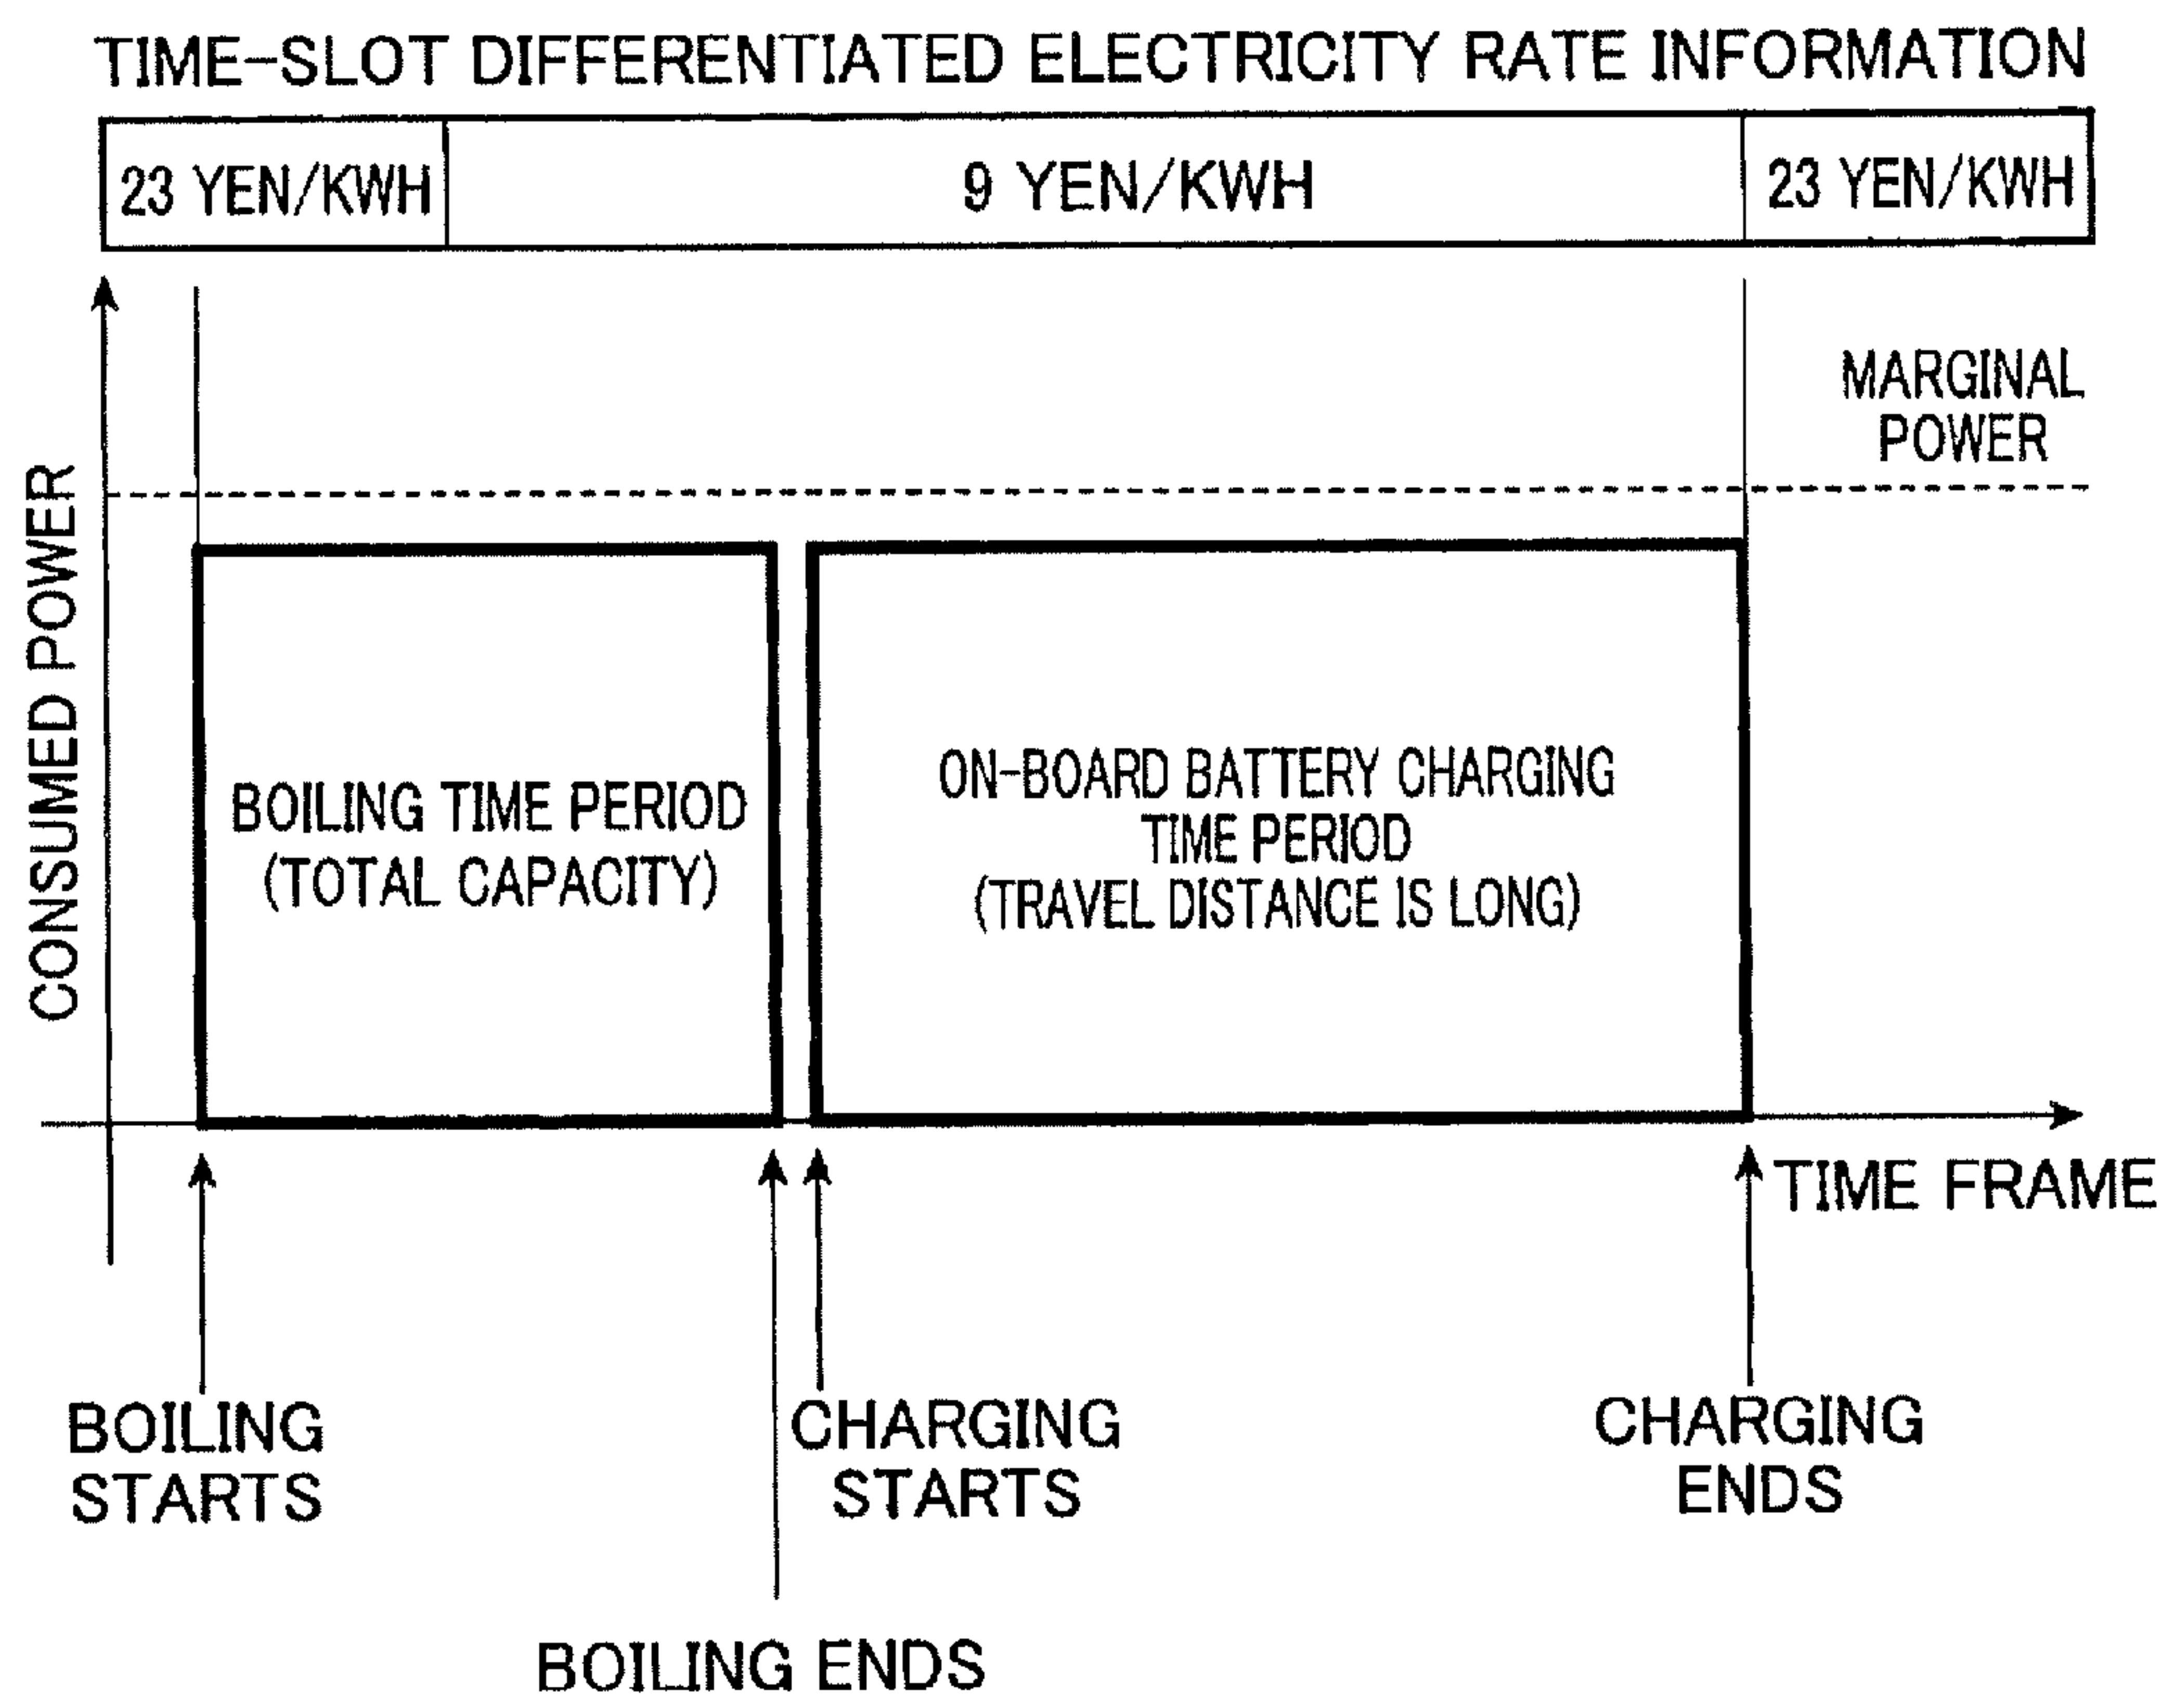 TIME-SLOT DIFFERENTIATED ELECTRICITY RATE INFORMATION
23 YEN/KWH
9 YEN/KWH
23 YEN/KWH
MARGINAL
POWER
CONSUMED POWER
BOILING TIME PERIOD
(TOTAL CAPACITY)
ON-BOARD BATTERY CHARGING
TIME PERIOD
(TRAVEL DISTANCE IS LONG)
TIME FRAME
BOILING
STARTS
CHARGING
STARTS
CHARGING
ENDS
BOILING ENDS